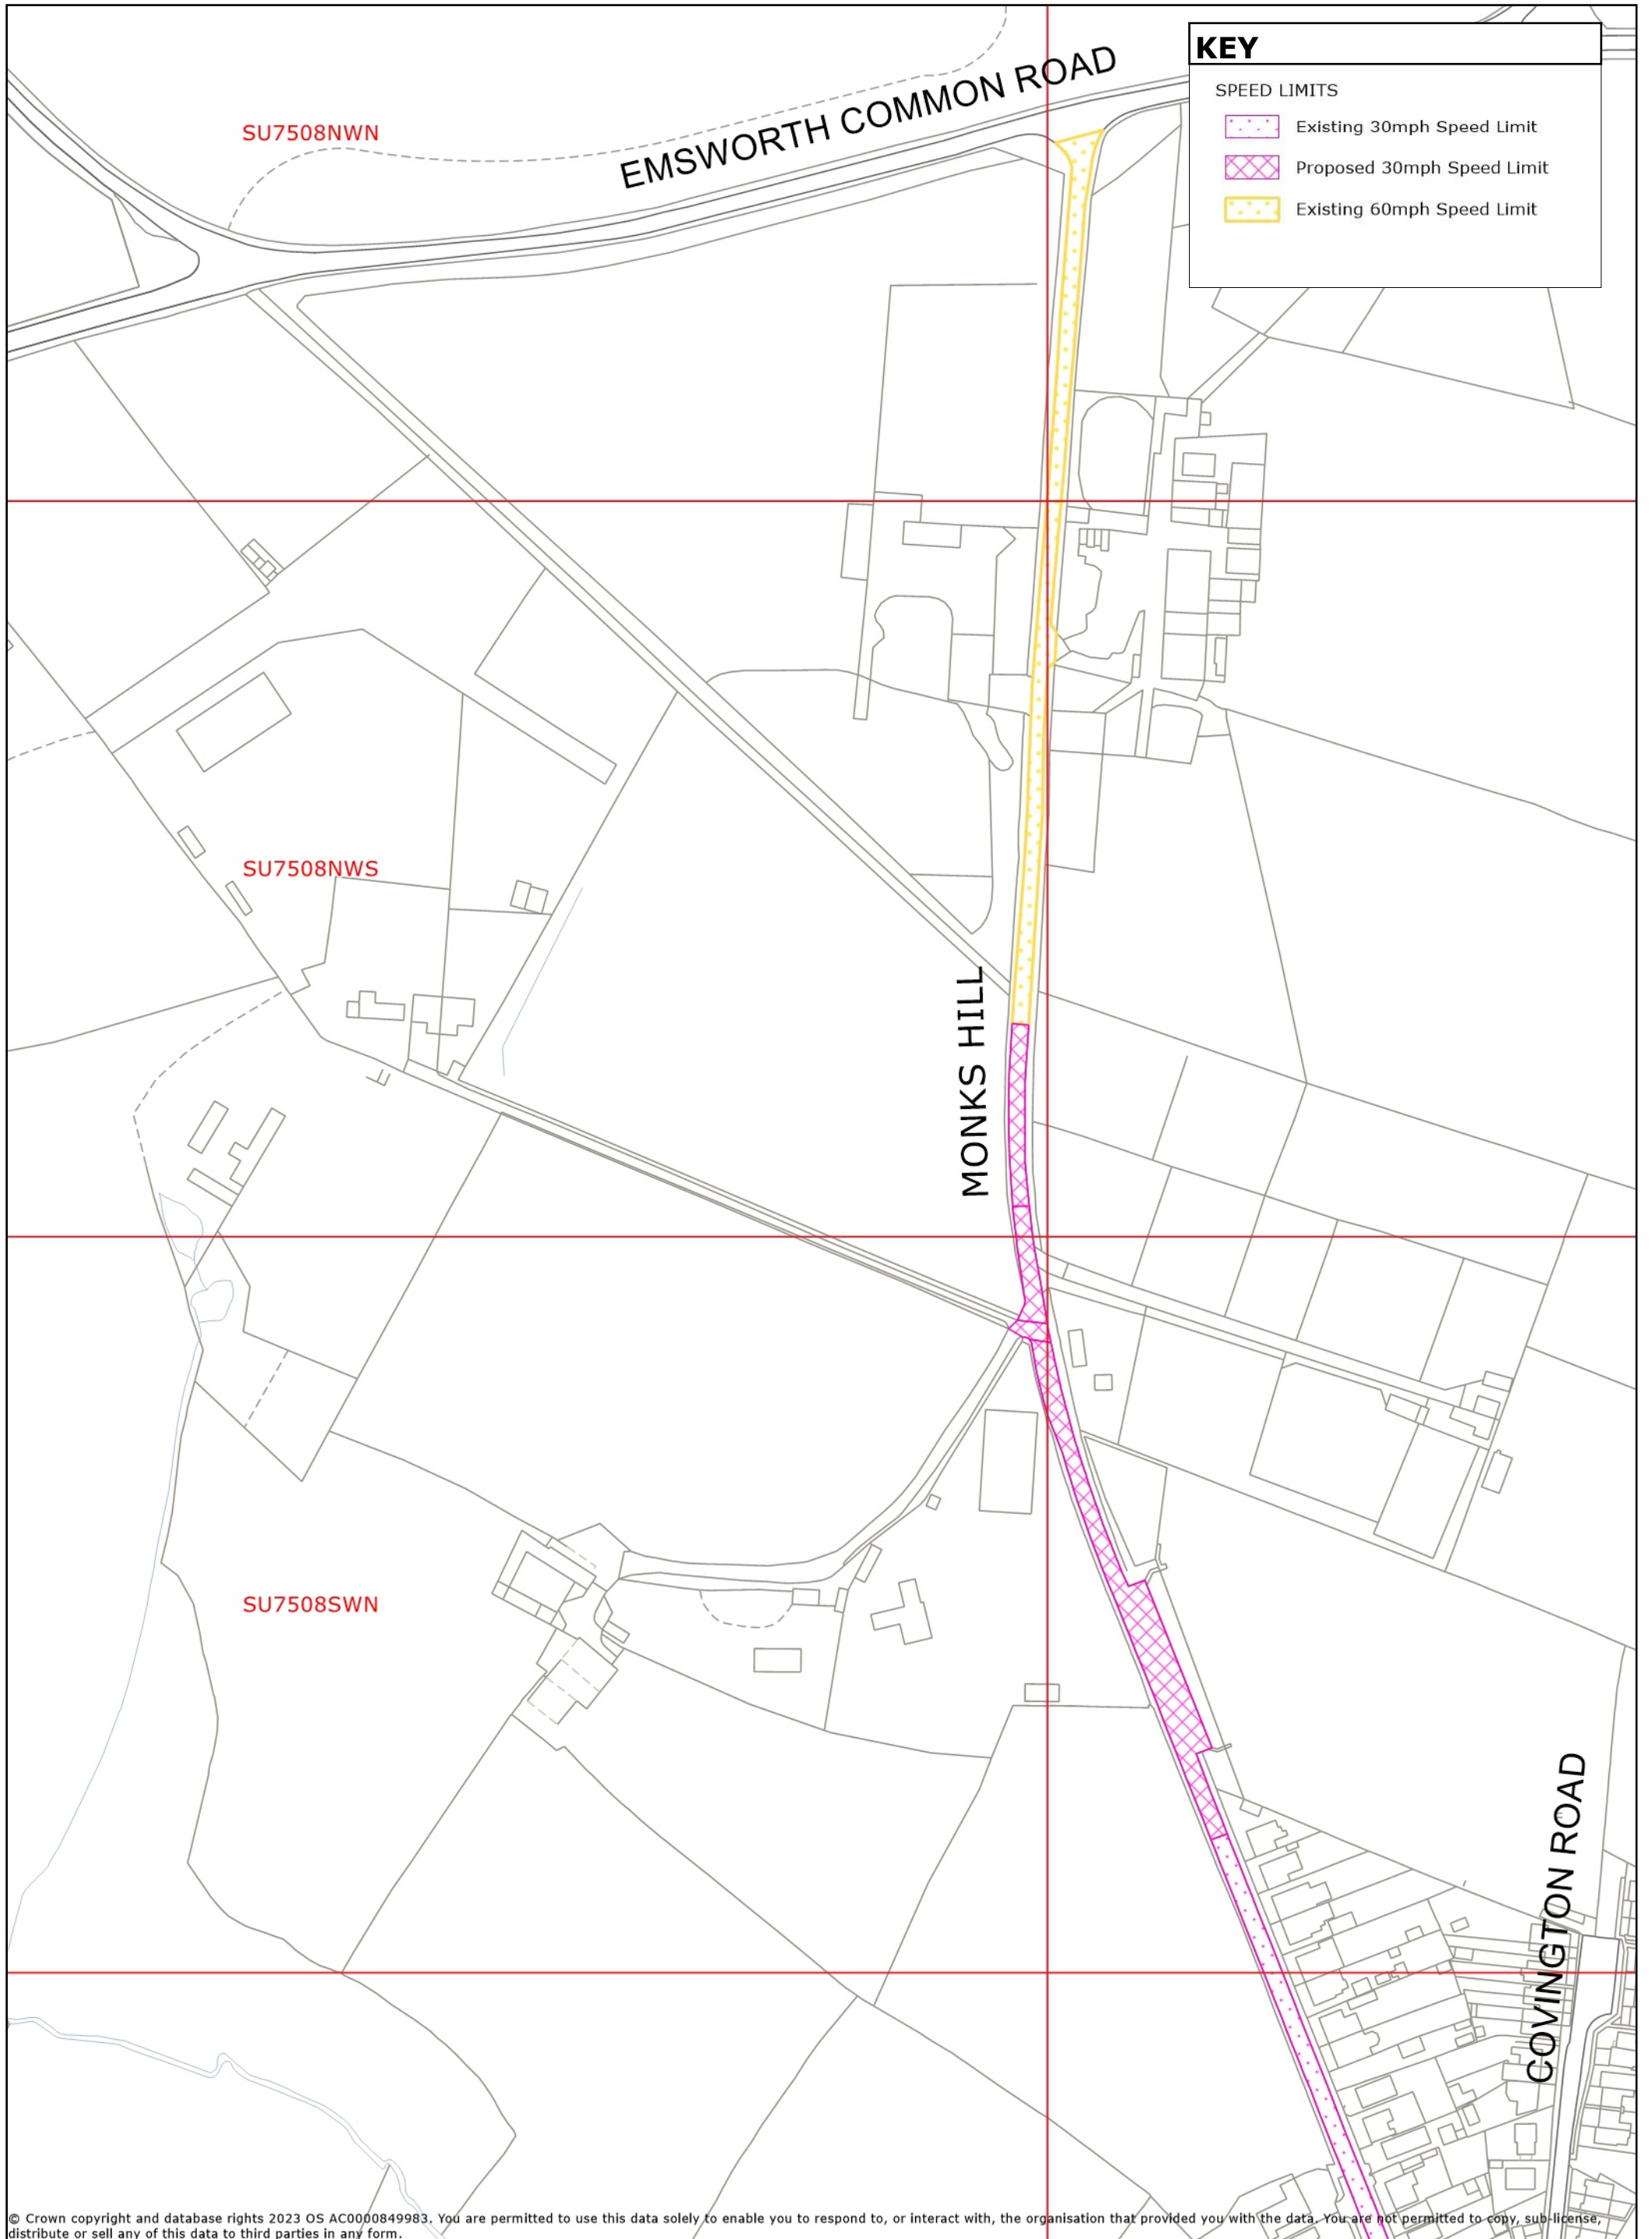 EMSWORTH COMMON ROAD
KEY
SPEED LIMITS
Existing 30mph Speed Limit
Proposed 30mph Speed Limit
Existing 60mph Speed Limit
SU7508NWN
SU7508NWS
MONKS HILL
SU7508SWN
COVINGTON ROAD
© Crown copyright and database rights 2023 OS AC0000849983. You are permitted to use this data solely to enable you to respond to, or interact with, the organisation that provided you with the data. You are not permitted to copy, sub-license,
distribute or sell any of this data to third parties in any form.